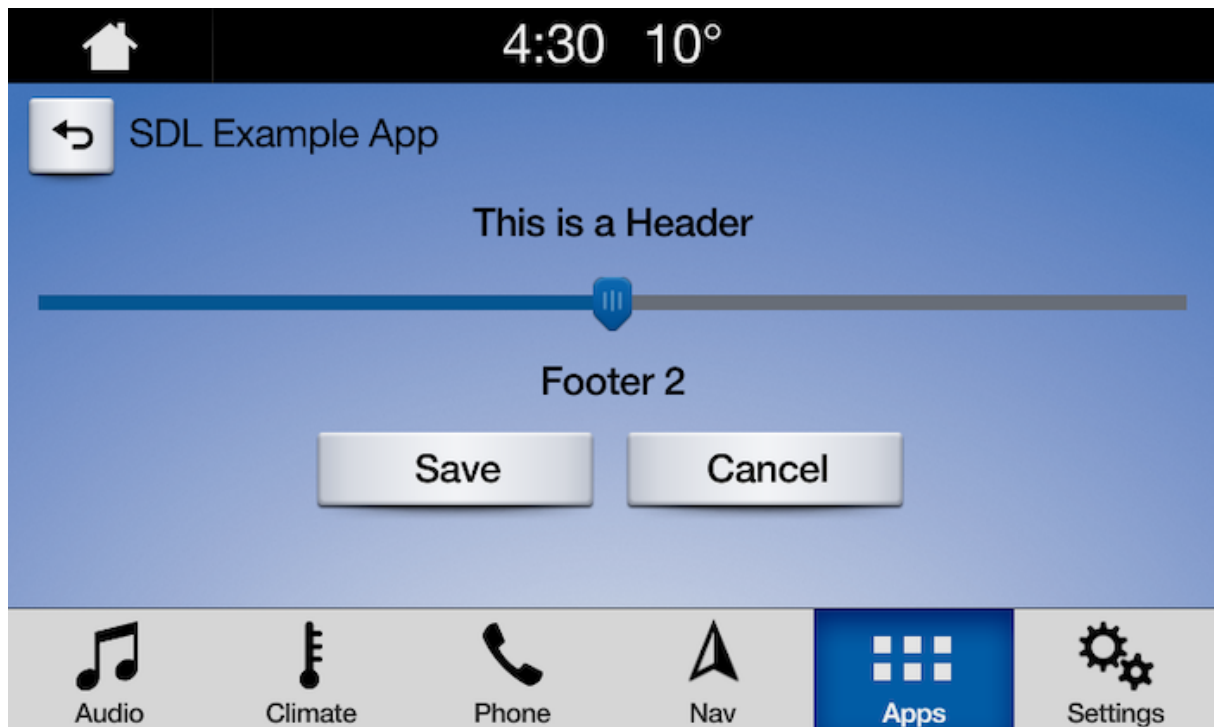 4:30 10°
SDL Example App
This is a Header
Footer 2
Save Cancel
Audio Climate Phone Nav Apps Settings